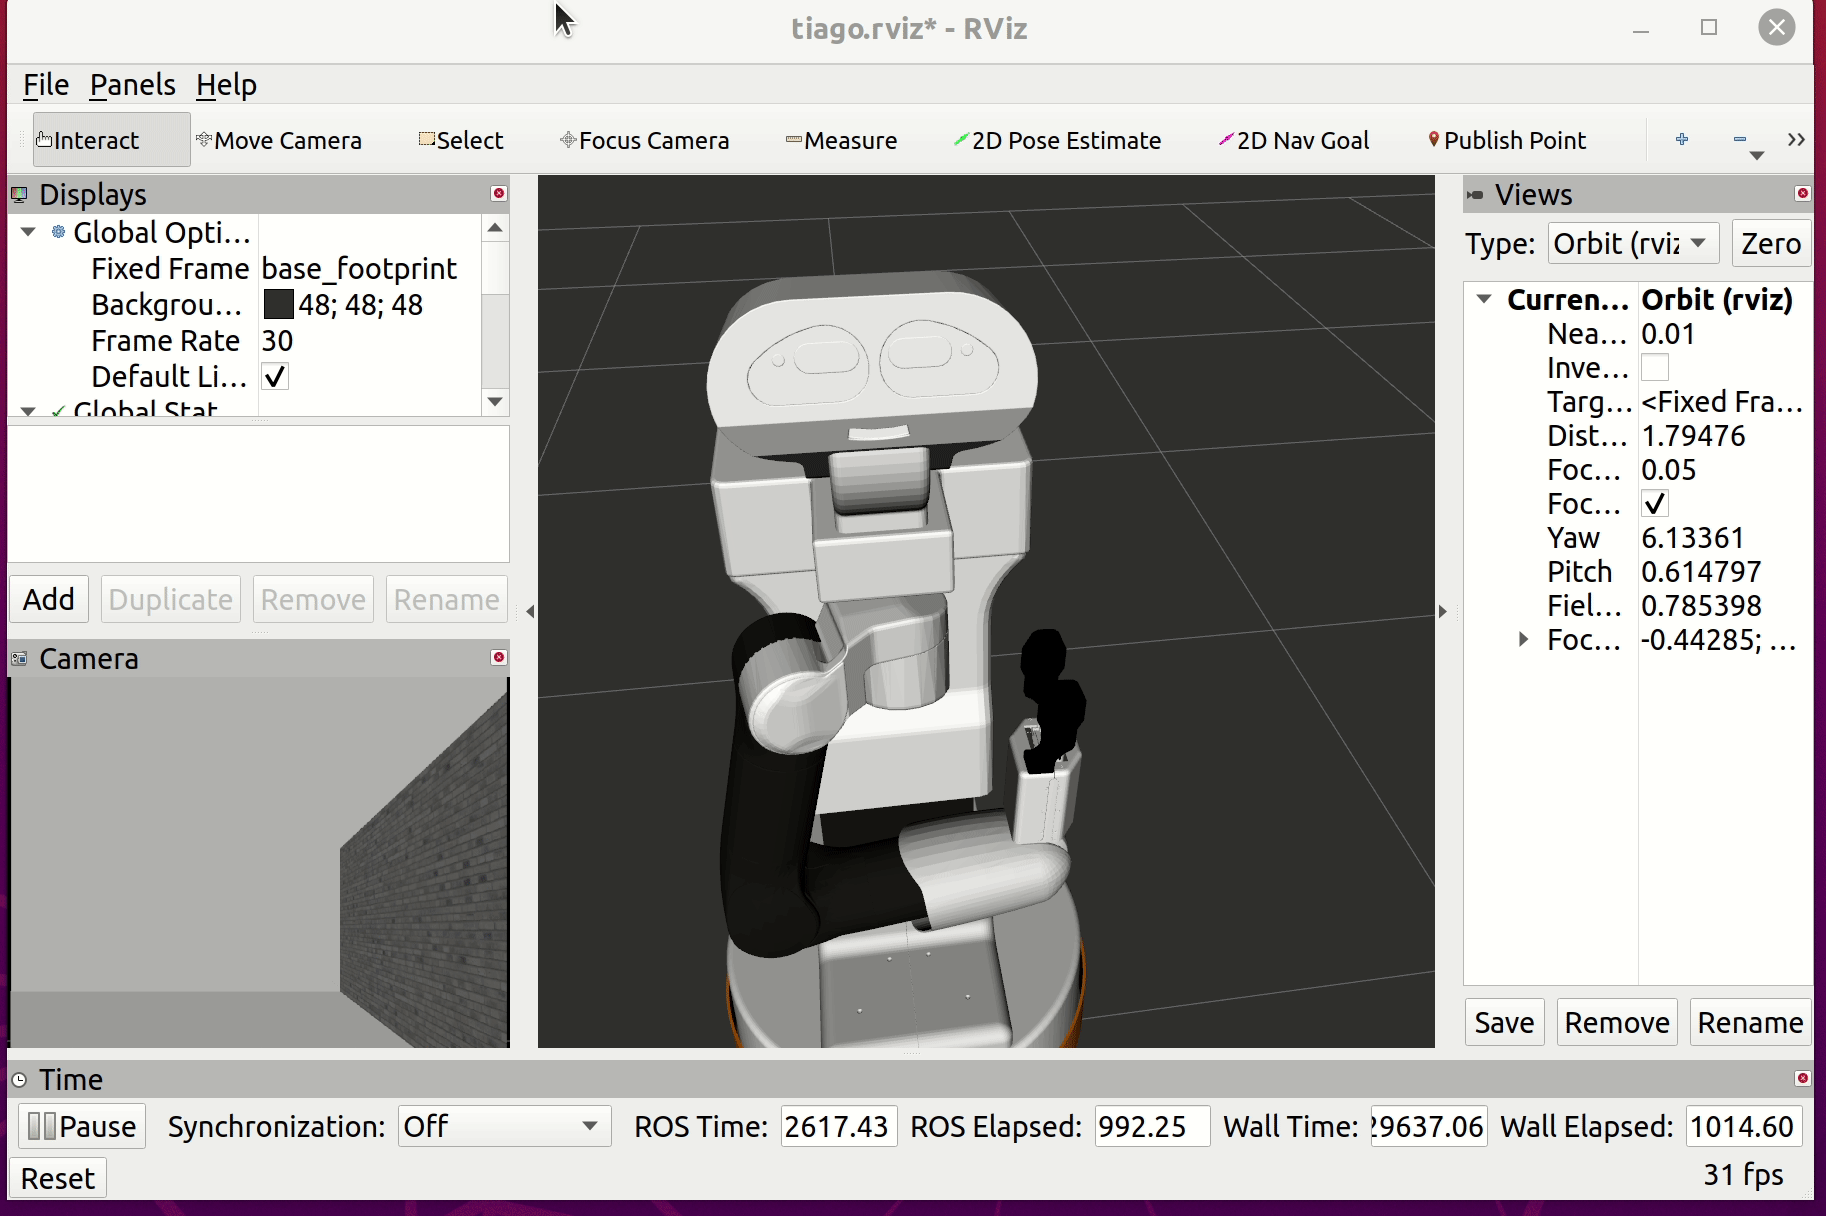 tiago.rviz* - RViz
File Panels Help
Interact Move Camera Select Focus Camera Measure 2D Pose Estimate 2D Nav Goal Publish Point
Displays
Global Opti...
Fixed Frame base_footprint
Backgrou... 48; 48; 48
Frame Rate 30
Default Li...
Global Stat
Add Duplicate Remove Rename
Camera
Views
Type: Orbit (rviz Zero
Curren... Orbit (rviz)
Nea... 0.01
Inve...
Targ... <Fixed Fra...
Dist... 1.79476
Foc... 0.05
Foc...
Yaw 6.13361
Pitch 0.614797
Fiel... 0.785398
Foc... -0.44285; ...
Save Remove Rename
Time
Pause Synchronization: Off ROS Time: 2617.43 ROS Elapsed: 992.25 Wall Time: 29637.06 Wall Elapsed: 1014.60
Reset 31 fps